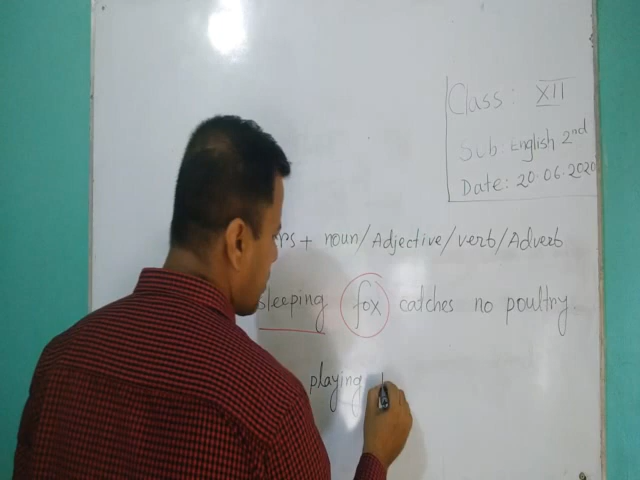 Class: XII
Sub: English 2nd
Date: 20.06.2020
rs + noun/Adjective/verb/Adverb
sleeping fox catches no poultry.
playing